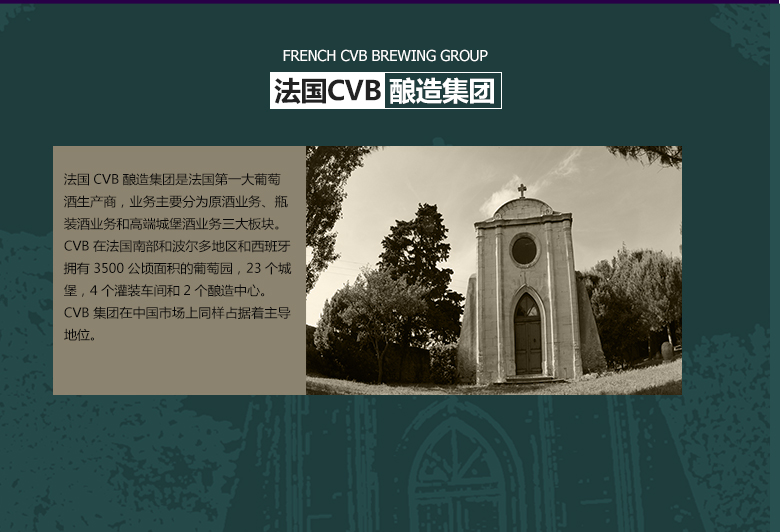 FRENCH CVB BREWING GROUP
法国CVB 酿造集团
法国 CVB 酿造集团是法国第一大葡萄
酒生产商，业务主要分为原酒业务、瓶
装酒业务和高端城堡酒业务三大板块。
CVB 在法国南部和波尔多地区和西班牙
拥有 3500 公顷面积的葡萄园，23 个城
堡，4 个灌装车间和 2 个酿造中心。
CVB 集团在中国市场上同样占据着主导
地位。